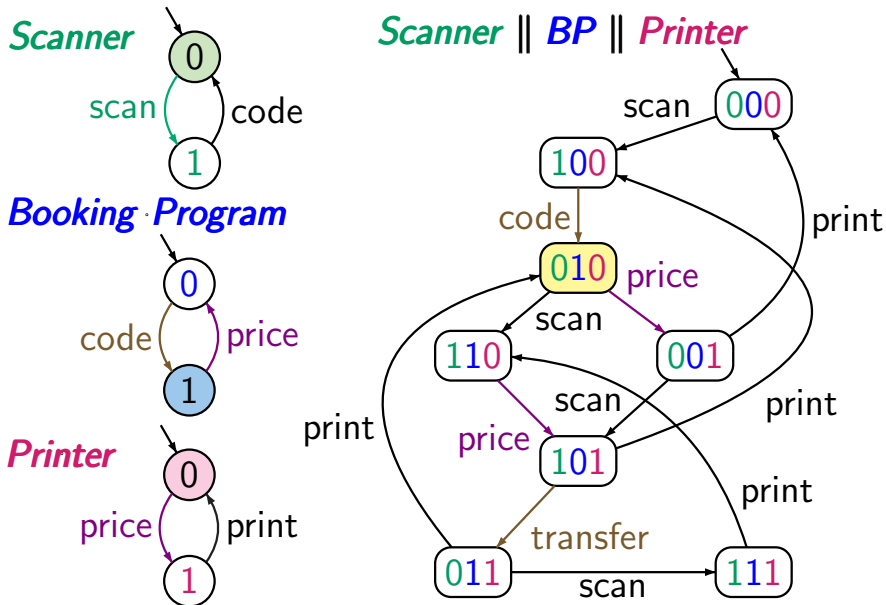 Scanner
0
scan
code
1
Booking Program
0
code
price
1
Printer
0
price
print
1
Scanner || BP || Printer
000
scan
100
code
print
010
price
scan
110
001
scan
print
print
price
101
print
transfer
011
scan
111